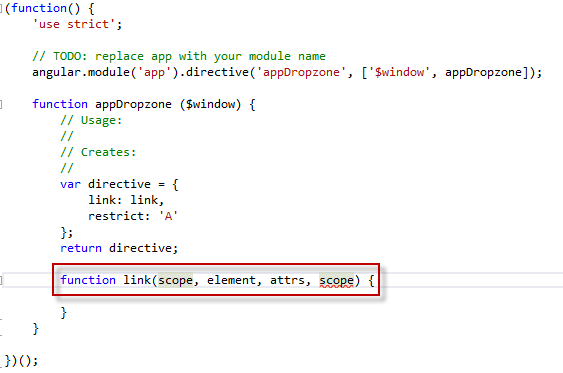 (function() {
    'use strict';
    // TODO: replace app with your module name
    angular.module('app').directive('appDropzone', ['$window', appDropzone]);
    function appDropzone ($window) {
        // Usage:
        //
        // Creates:
        //
        var directive = {
            link: link,
            restrict: 'A'
        };
        return directive;
        function link(scope, element, attrs, scope) {
        }
    }
})();